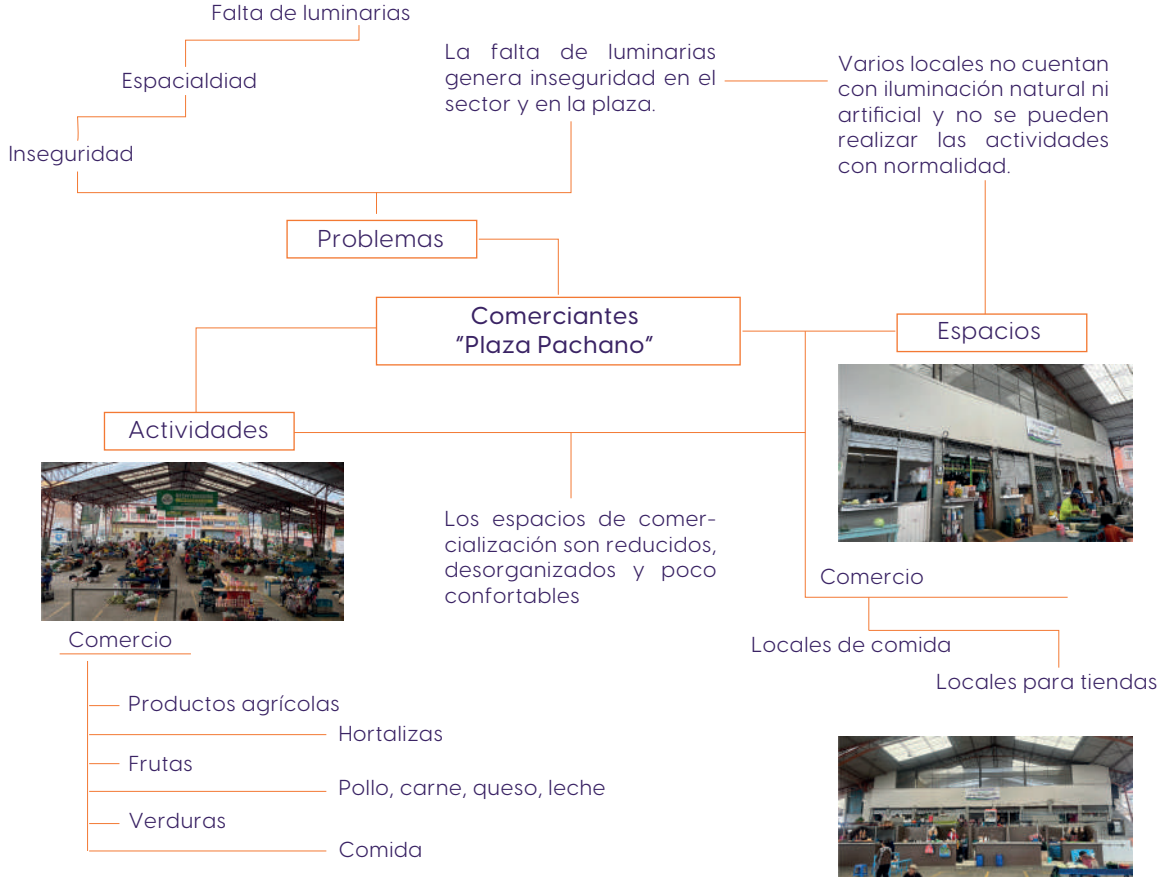 Falta de luminarias
Espacialdiad
Inseguridad
La falta de luminarias
genera inseguridad en el
sector y en la plaza.
Varios locales no cuentan
con iluminación natural ni
artificial y no se pueden
realizar las actividades
con normalidad.
Problemas
Comerciantes
"Plaza Pachano"
Espacios
Actividades
Los espacios de comer-
cialización son reducidos,
desorganizados y poco
confortables
Comercio
Locales de comida
Locales para tiendas
Comercio
Productos agrícolas
Hortalizas
Frutas
Pollo, carne, queso, leche
Verduras
Comida